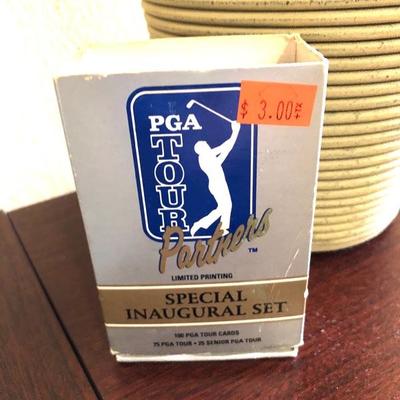 $ 3.00
PGA
TOUR
Partners
TM
LIMITED PRINTING
SPECIAL
INAUGURAL SET
100 PGA TOUR CARDS
75 PGA TOUR • 25 SENIOR PGA TOUR